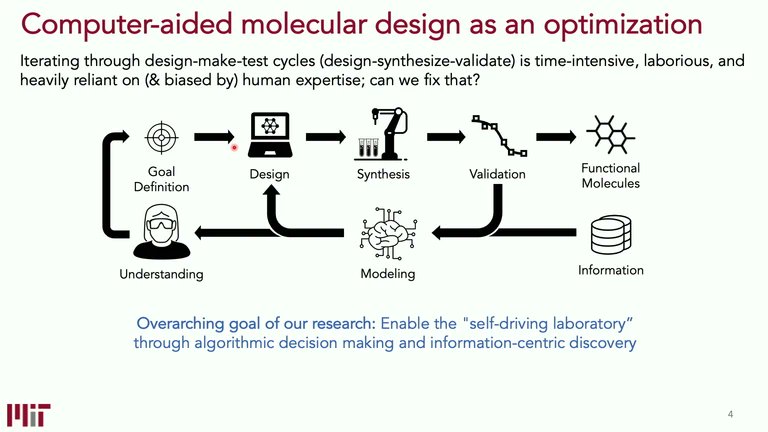 Computer-aided molecular design as an optimization
Iterating through design-make-test cycles (design-synthesize-validate) is time-intensive, laborious, and
heavily reliant on (& biased by) human expertise; can we fix that?
Goal
Definition
Design
Synthesis
Validation
Functional
Molecules
Understanding
Modeling
Information
Overarching goal of our research: Enable the "self-driving laboratory”
through algorithmic decision making and information-centric discovery
MIT
4